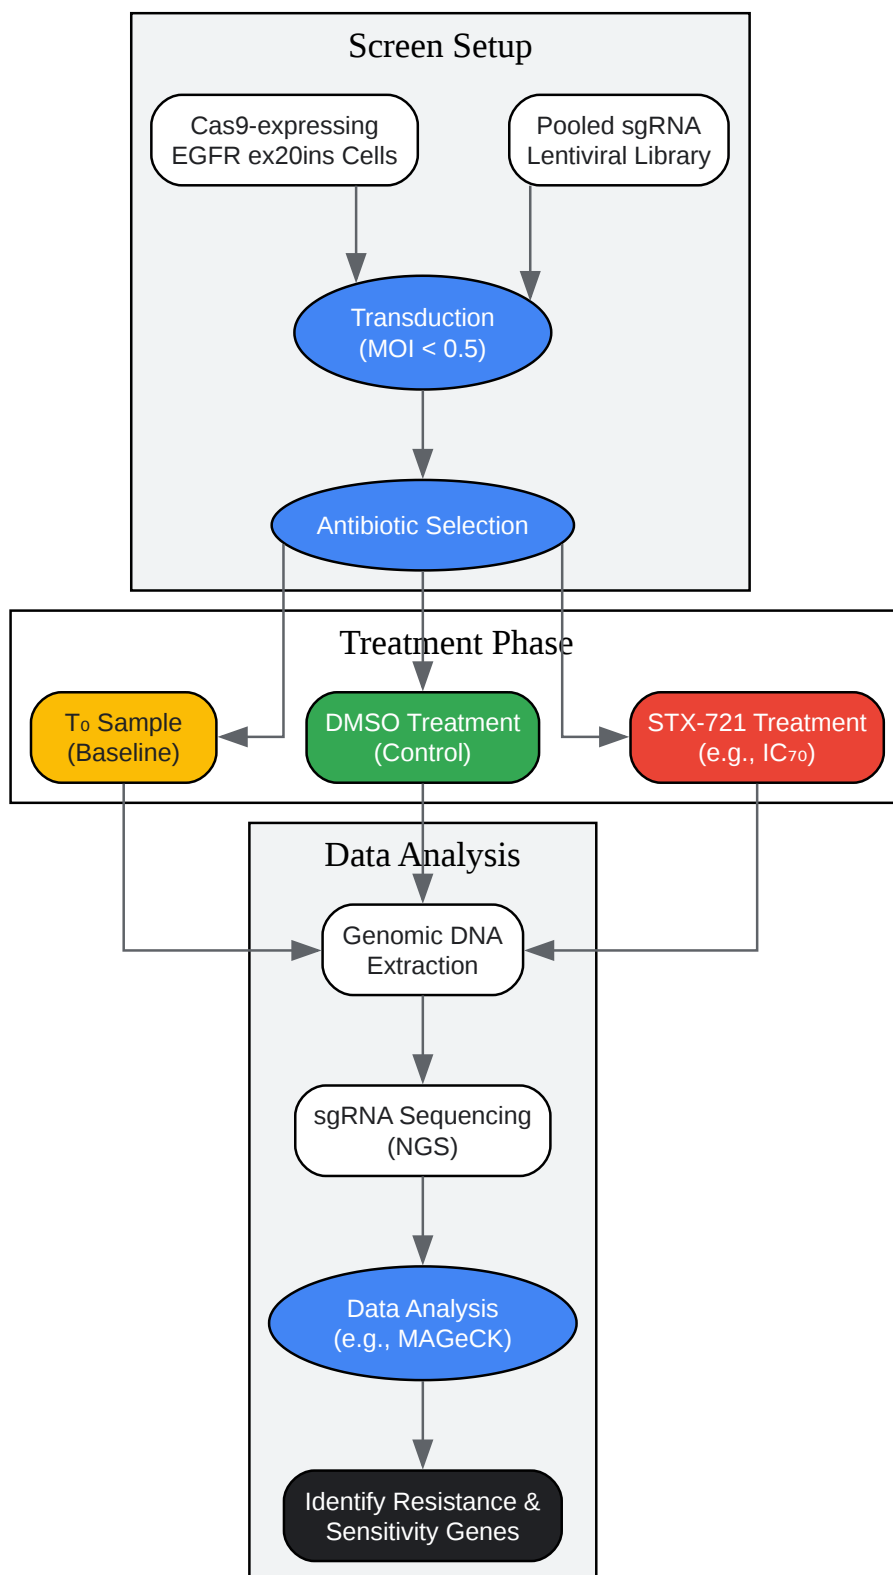 Screen Setup
Cas9-expressing
EGFR ex20ins Cells
Pooled sgRNA
Lentiviral Library
Transduction
(MOI < 0.5)
Antibiotic Selection
Treatment Phase
T₀ Sample
(Baseline)
DMSO Treatment
(Control)
STX-721 Treatment
(e.g., IC₇₀)
Data Analysis
Genomic DNA
Extraction
sgRNA Sequencing
(NGS)
Data Analysis
(e.g., MAGeCK)
Identify Resistance &
Sensitivity Genes